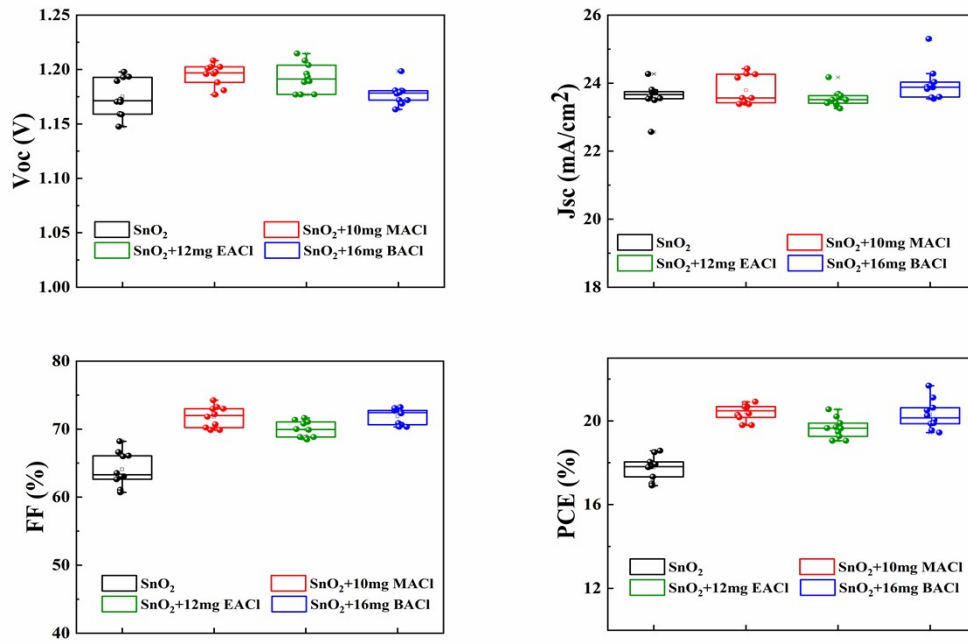 1.25
1.20
1.15
1.10
1.05
1.00
Voc (V)
SnO₂
SnO₂+10mg MACl
SnO₂+12mg EACl
SnO₂+16mg BACl
26
24
22
20
18
Jsc (mA/cm²)
SnO₂
SnO₂+10mg MACl
SnO₂+12mg EACl
SnO₂+16mg BACl
80
70
60
50
40
FF (%)
SnO₂
SnO₂+10mg MACl
SnO₂+12mg EACl
SnO₂+16mg BACl
20
16
12
PCE (%)
SnO₂
SnO₂+10mg MACl
SnO₂+12mg EACl
SnO₂+16mg BACl